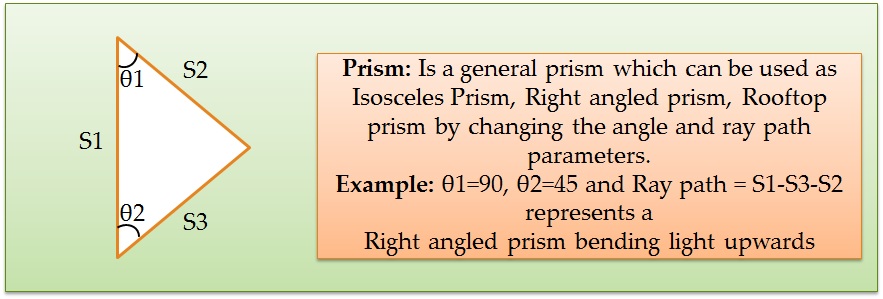 θ1
S2
S1
θ2
S3
Prism: Is a general prism which can be used as
Isosceles Prism, Right angled prism, Rooftop
prism by changing the angle and ray path
parameters.
Example: θ1=90, θ2=45 and Ray path = S1-S3-S2
represents a
Right angled prism bending light upwards